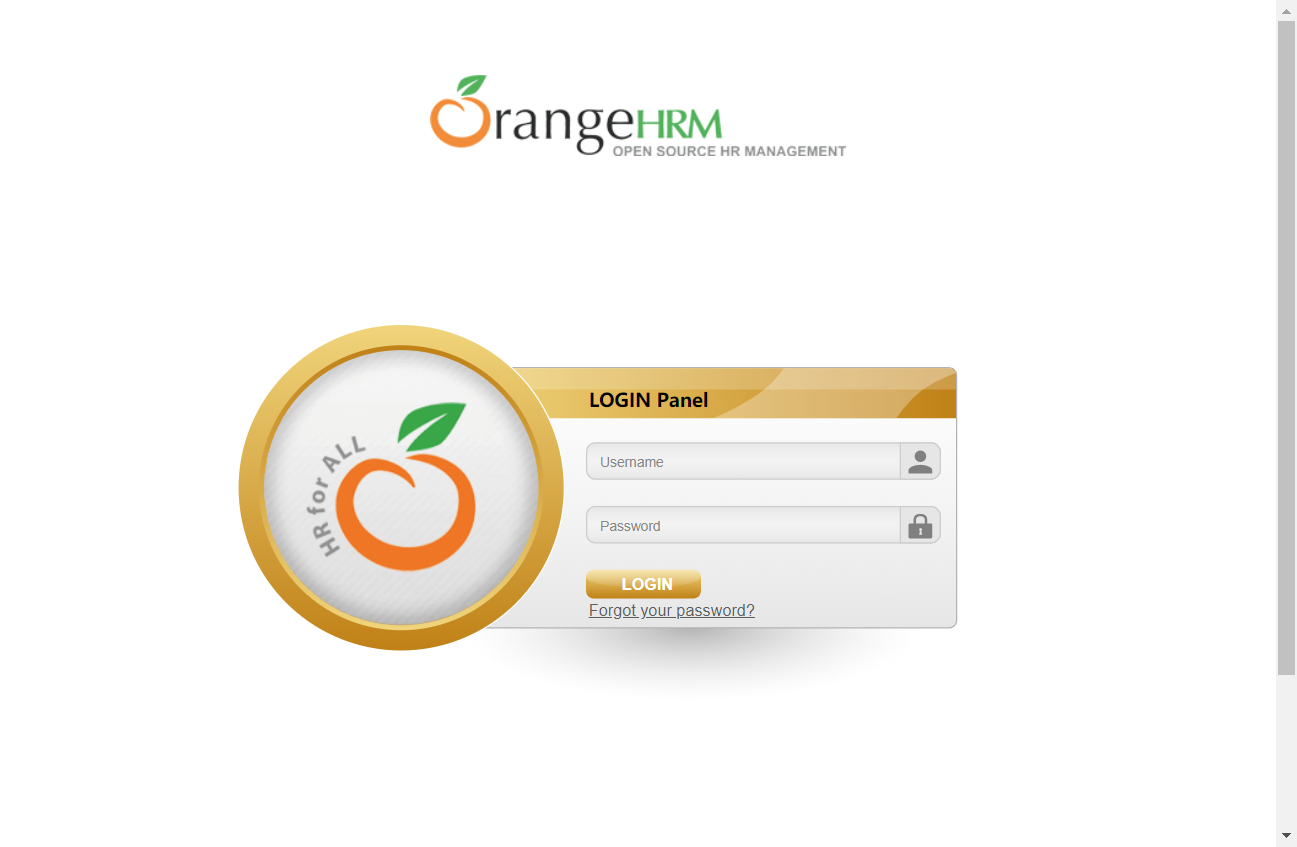 OrangeHRM
OPEN SOURCE HR MANAGEMENT
HR for ALL
LOGIN Panel
Username
Password
LOGIN
Forgot your password?